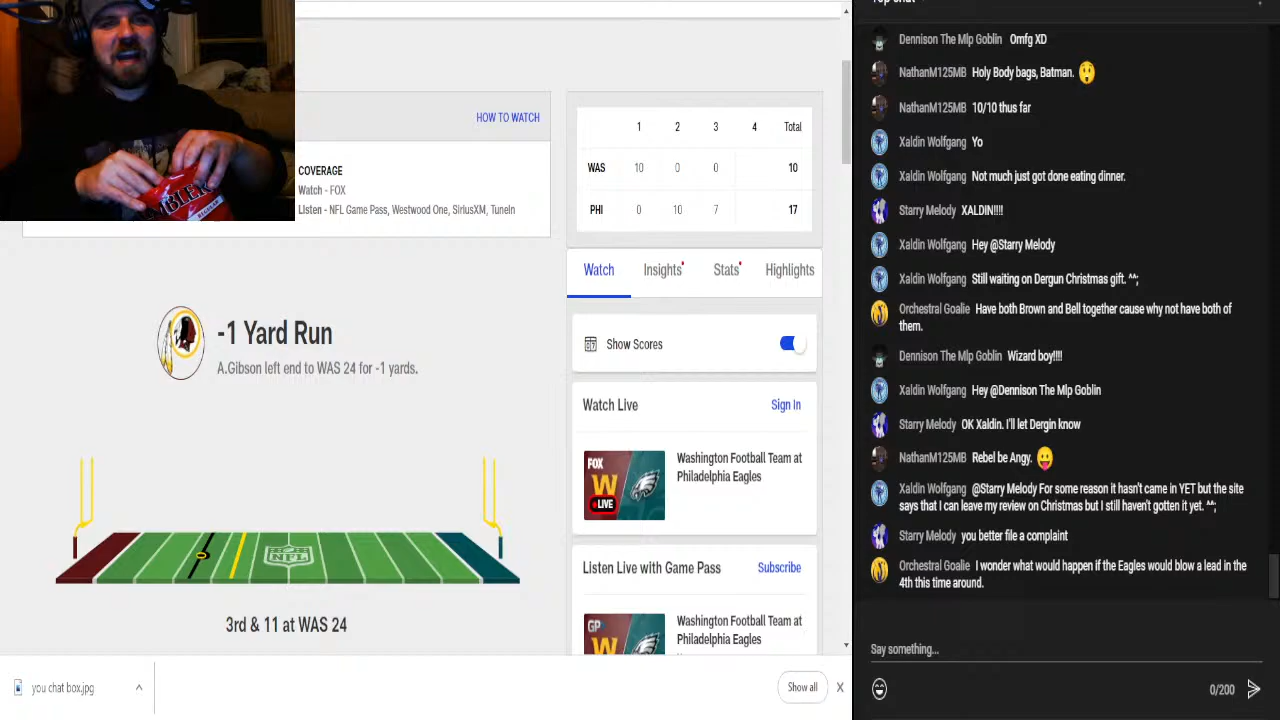 HOW TO WATCH
COVERAGE
Watch - FOX
Listen - NFL Game Pass, Westwood One, SiriusXM, TuneIn
1 2 3 4 Total
WAS 10 0 0 10
PHI 0 10 7 17
Watch Insights Stats Highlights
Show Scores
-1 Yard Run
A.Gibson left end to WAS 24 for -1 yards.
Watch Live Sign In
FOX
W
LIVE
Washington Football Team at
Philadelphia Eagles
NFL
3rd & 11 at WAS 24
Listen Live with Game Pass Subscribe
GP
W
Washington Football Team at
Philadelphia Eagles
you chat box.jpg
Show all X
Dennison The Mlp Goblin Omfg XD
NathanM125MB Holy Body bags, Batman. 😲
NathanM125MB 10/10 thus far
Xaldin Wolfgang Yo
Xaldin Wolfgang Not much just got done eating dinner.
Starry Melody XALDIN!!!!
Xaldin Wolfgang Hey @Starry Melody
Xaldin Wolfgang Still waiting on Dergun Christmas gift. ^^;
Orchestral Goalie Have both Brown and Bell together cause why not have both of
them.
Dennison The Mlp Goblin Wizard boy!!!!
Xaldin Wolfgang Hey @Dennison The Mlp Goblin
Starry Melody OK Xaldin. I'll let Dergin know
NathanM125MB Rebel be Angy. 😛
Xaldin Wolfgang @Starry Melody For some reason it hasn't came in YET but the site
says that I can leave my review on Christmas but I still haven't gotten it yet. ^^;
Starry Melody you better file a complaint
Orchestral Goalie I wonder what would happen if the Eagles would blow a lead in the
4th this time around.
Say something...
0/200